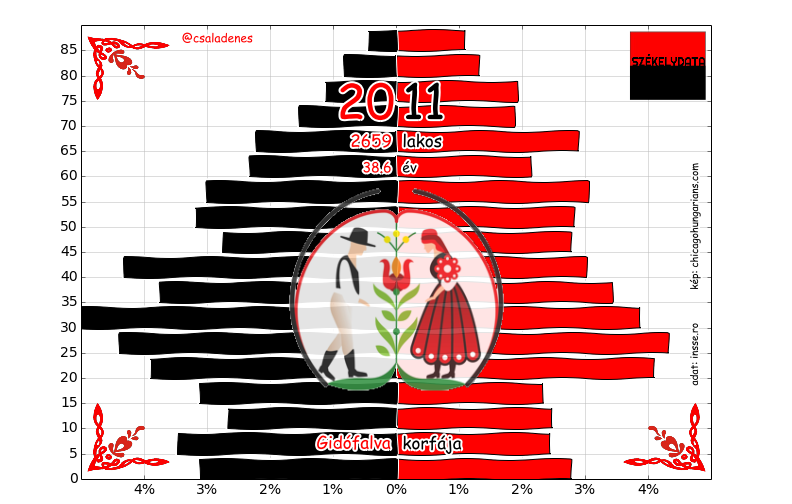 @csaladenes
SZÉKELYDATA
2011
2659 lakos
38.6 év
kép: chicagohungarians.com
adat: insse.ro
Gidófalva korfája
85
80
75
70
65
60
55
50
45
40
35
30
25
20
15
10
5
0
4% 3% 2% 1% 0% 1% 2% 3% 4%